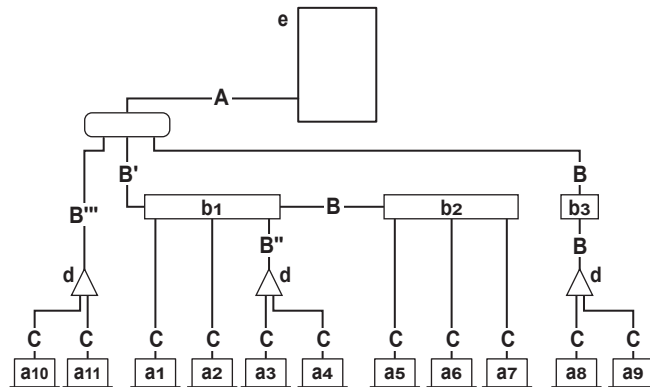 e
A
B' B
B''' b1 B b2 b3
B'' B
d d d
C C C C C C C C C C C
a10 a11 a1 a2 a3 a4 a5 a6 a7 a8 a9